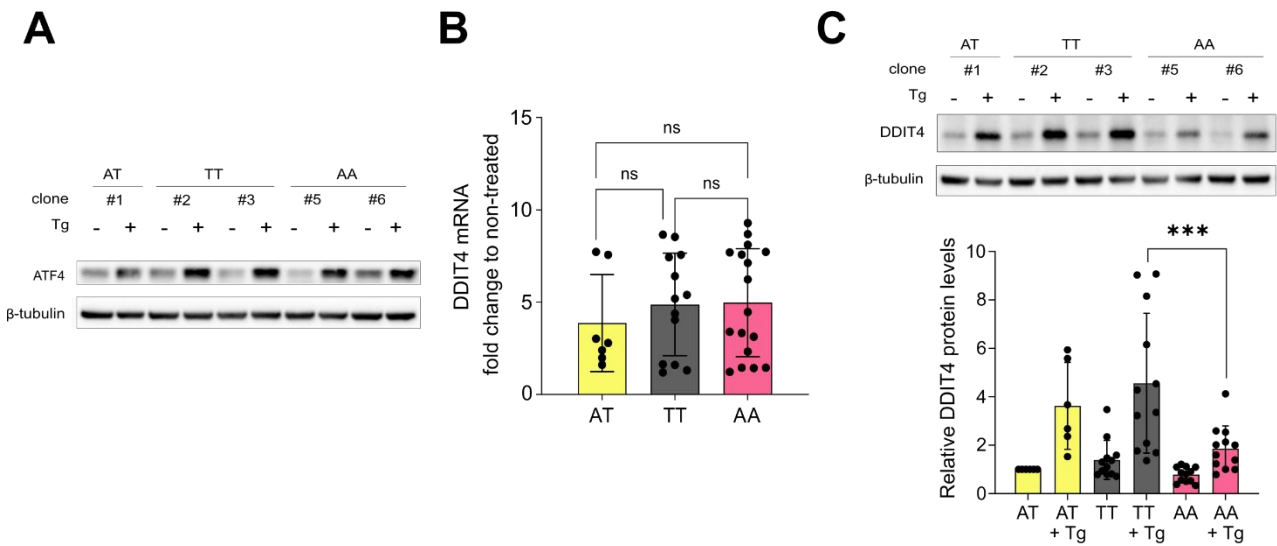 A
AT TT AA
clone #1 #2 #3 #5 #6
Tg - + - + - + - + - +
ATF4
β-tubulin
B
DDIT4 mRNA
fold change to non-treated
15
10
5
0
ns
ns ns
AT TT AA
C
AT TT AA
clone #1 #2 #3 #5 #6
Tg - + - + - + - + - +
DDIT4
β-tubulin
Relative DDIT4 protein levels
10
8
6
4
2
0
***
AT AT TT TT AA AA
+ Tg + Tg + Tg